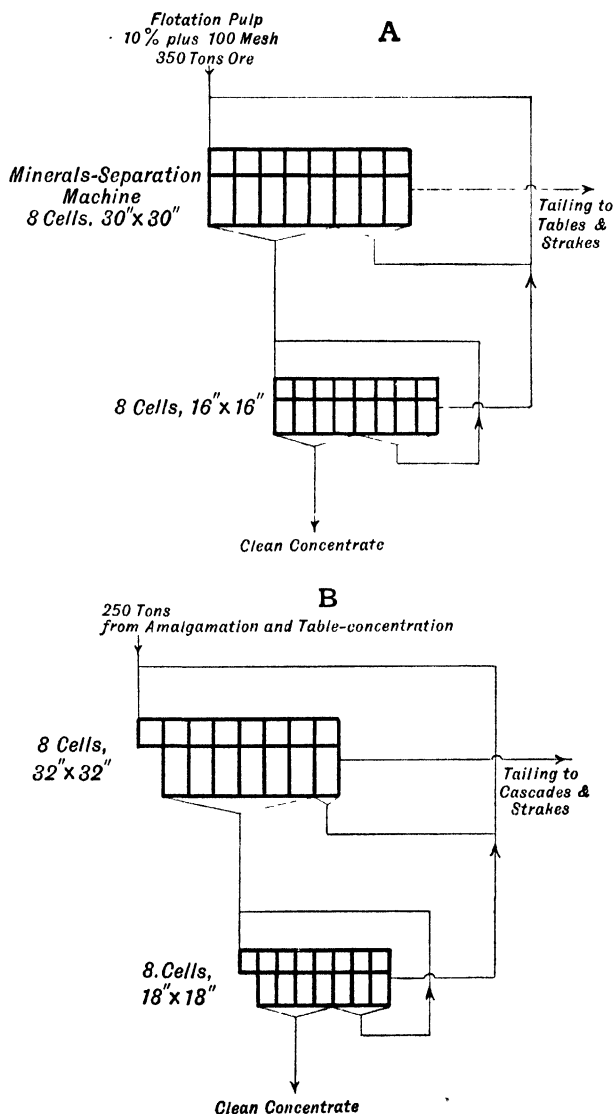 Flotation Pulp
10% plus 100 Mesh
350 Tons Ore
A
Minerals-Separation
Machine
8 Cells. 30"x 30"
Tailing to
Tables &
Strakes
8 Cells, 16"x 16"
Clean Concentrate
B
250 Tons
from Amalgamation and Table-concentration
8 Cells,
32"x 32"
Tailing to
Cascades &
Strakes
8. Cells,
18"x 18"
Clean Concentrate